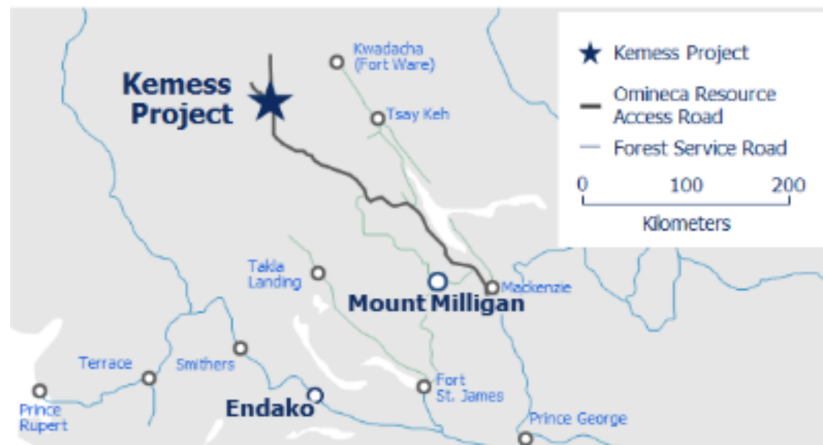 Kwadacha
(Fort Ware)
Kemess
Project
Tsay Keh
Kemess Project
Omineca Resource
Access Road
Forest Service Road
0 100 200
Kilometers
Takla
Landing
Mount Milligan
Mackenzie
Terrace
Smithers
Prince
Rupert
Endako
Fort
St. James
Prince George